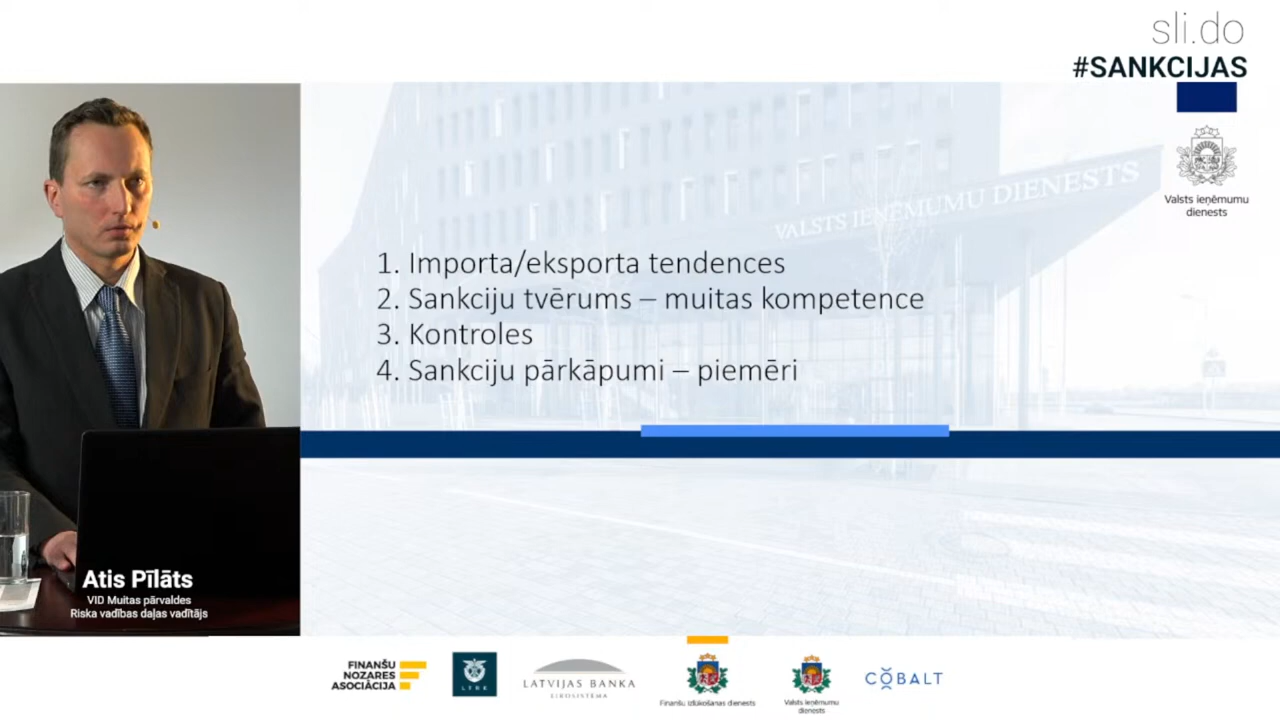 sli.do
#SANKCIJAS
Valsts ieņēmumu
dienests
VALSTS IEŅĒMUMU DIENESTS
1. Importa/eksporta tendences
2. Sankciju tvērums – muitas kompetence
3. Kontroles
4. Sankciju pārkāpumi – piemēri
Atis Pīlāts
VID Muitas pārvaldes
Riska vadības daļas vadītājs
FINANŠU
NOZARES
ASOCIĀCIJA
LTRK
LATVIJAS BANKA
EIROSISTĒMA
Finanšu izlūkošanas dienests
Valsts ieņēmumu
dienests
COBALT